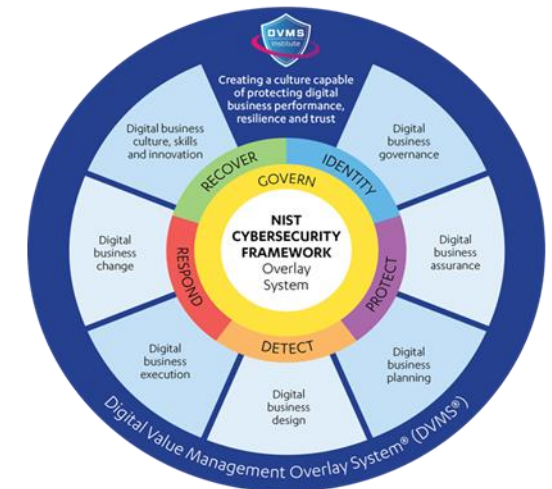 DVMS
Institute
Creating a culture capable
of protecting digital
business performance,
resilience and trust
Digital business
culture, skills
and innovation
Digital
business
governance
RECOVER
IDENTITY
GOVERN
NIST
CYBERSECURITY
FRAMEWORK
Overlay
System
Digital
business
change
Digital
business
assurance
RESPOND
PROTECT
DETECT
Digital
business
execution
Digital
business
planning
Digital
business
design
Digital Value Management Overlay System® (DVMS®)